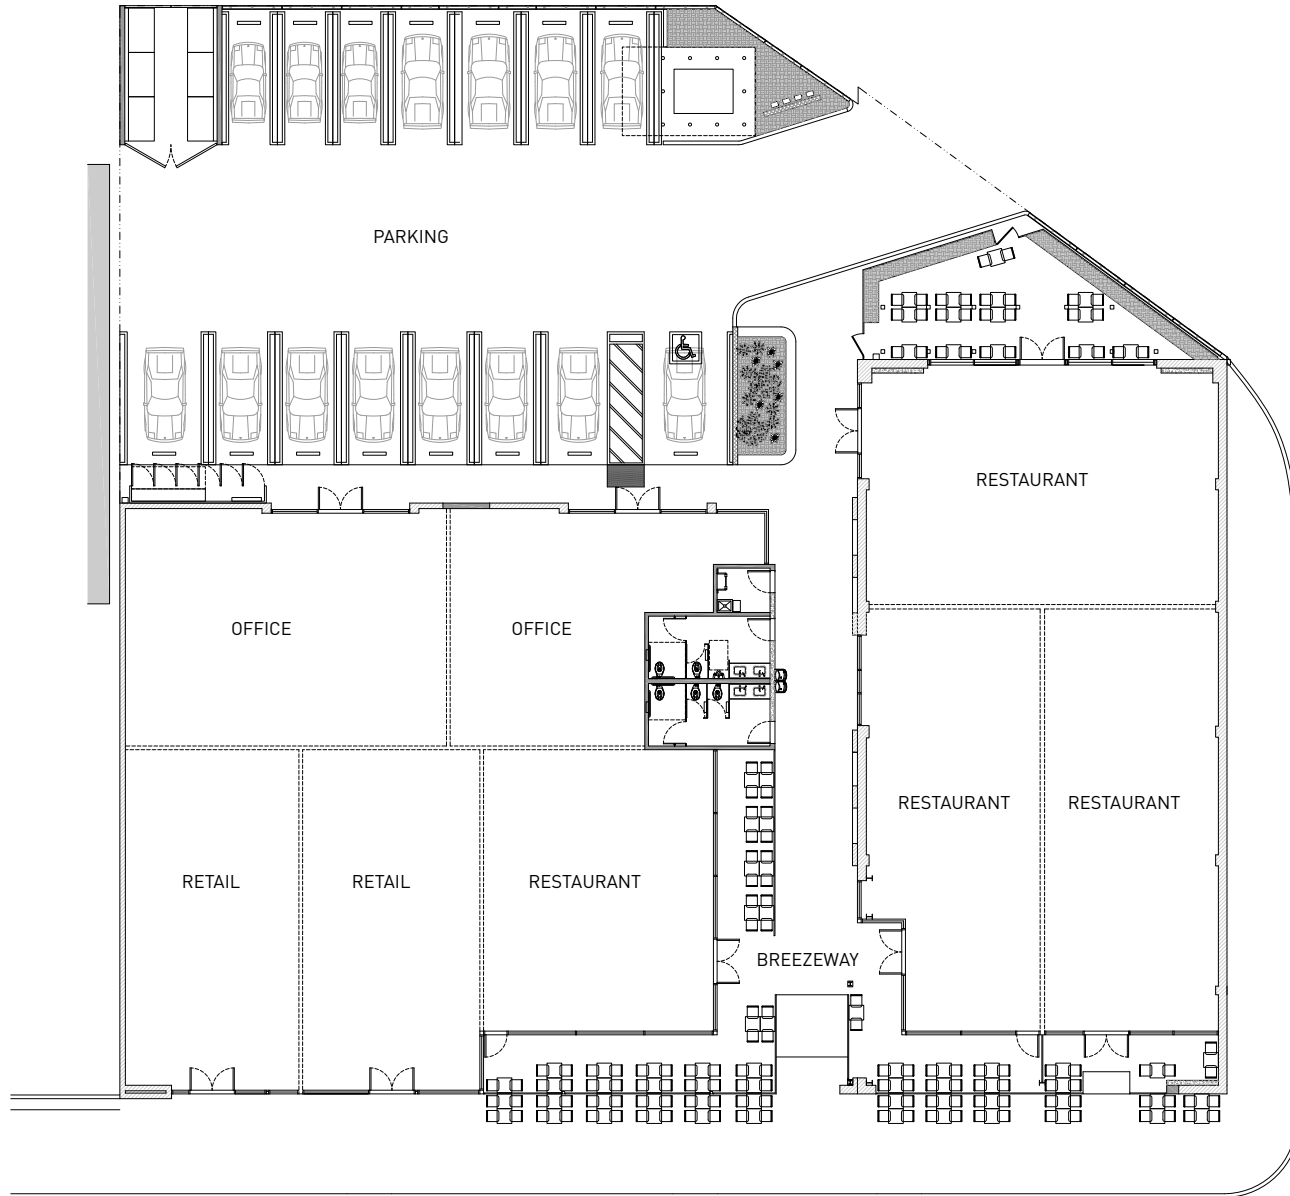 PARKING
RESTAURANT
OFFICE
OFFICE
RESTAURANT
RESTAURANT
RETAIL
RETAIL
RESTAURANT
BREEZEWAY